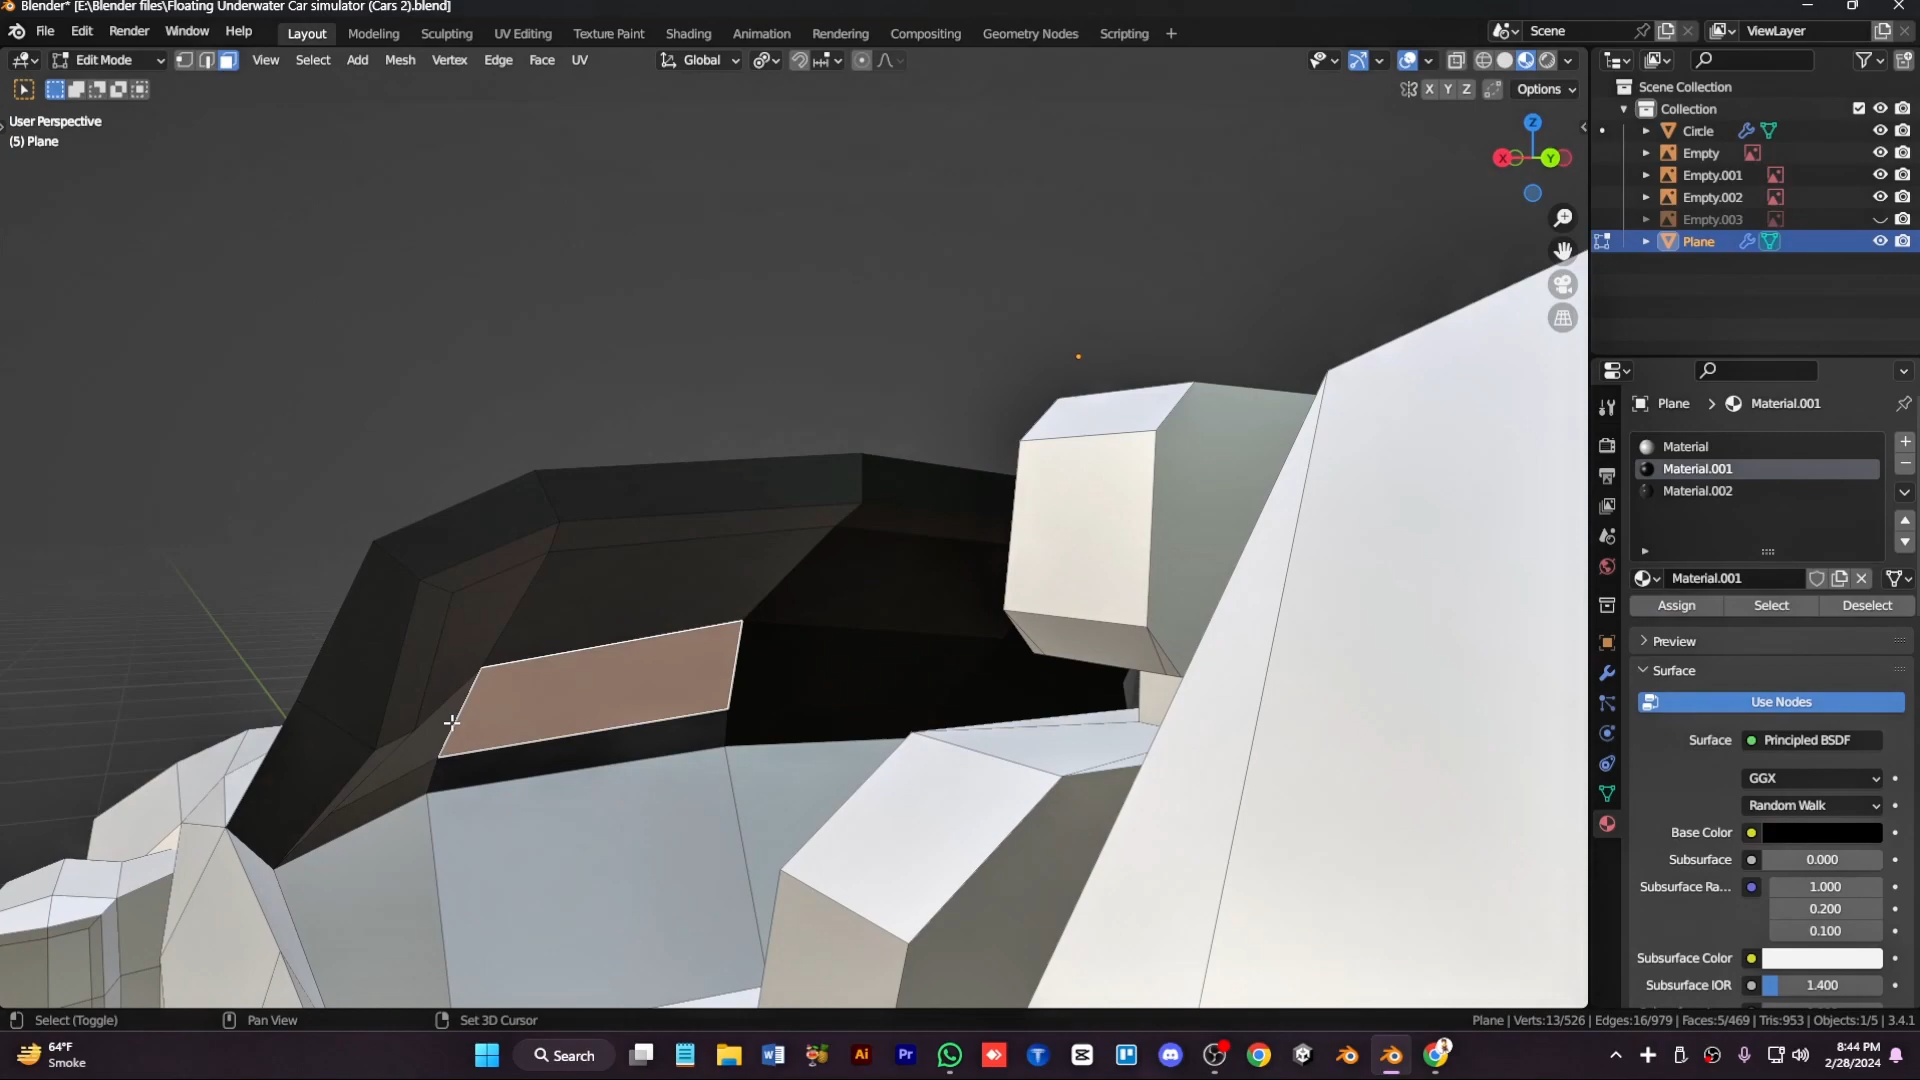 Blender* [E:\Blender files\Floating Underwater Car simulator (Cars 2).blend]
File Edit Render Window Help Layout Modeling Sculpting UV Editing Texture Paint Shading Animation Rendering Compositing Geometry Nodes Scripting + Scene ViewLayer
Edit Mode View Select Add Mesh Vertex Edge Face UV Global
X Y Z Options
User Perspective
(5) Plane
Z
X Y
Scene Collection
Collection
Circle
Empty
Empty.001
Empty.002
Empty.003
Plane
Plane > Material.001
Material
Material.001
Material.002
Material.001
Assign Select Deselect
Preview
Surface
Use Nodes
Surface Principled BSDF
GGX
Random Walk
Base Color
Subsurface 0.000
Subsurface Ra... 1.000
0.200
0.100
Subsurface Color
Subsurface IOR 1.400
Select (Toggle) Pan View Set 3D Cursor Plane | Verts:13/526 | Edges:16/979 | Faces:5/469 | Tris:953 | Objects:1/5 | 3.4.1
64°F
Smoke
Search
Ai
Pr
8:44 PM
2/28/2024